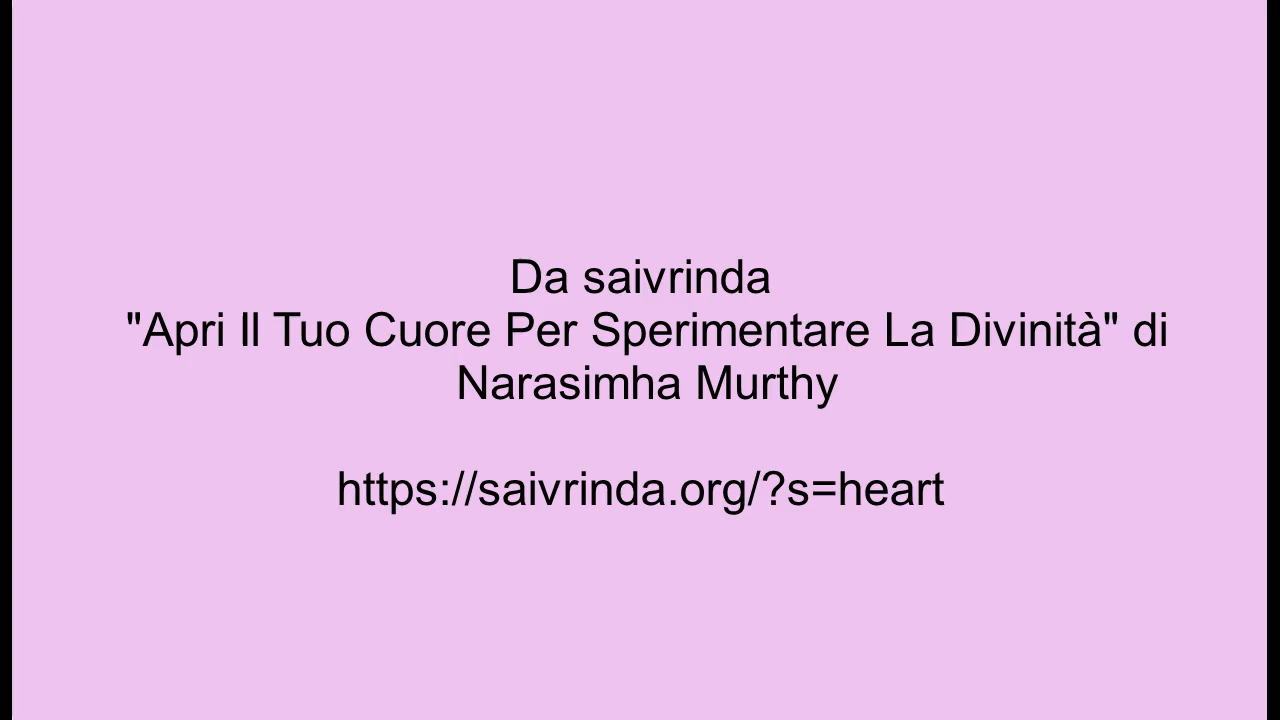 Da saivrinda
"Apri Il Tuo Cuore Per Sperimentare La Divinità" di
Narasimha Murthy
https://saivrinda.org/?s=heart